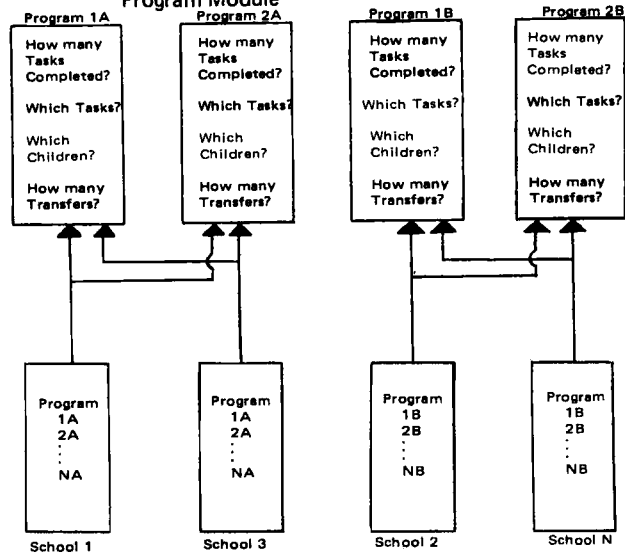 Program Module
Program 1A
How many
Tasks
Completed?
Which Tasks?
Which
Children?
How many
Transfers?
Program 2A
How many
Tasks
Completed?
Which Tasks?
Which
Children?
How many
Transfers?
Program 1B
How many
Tasks
Completed?
Which Tasks?
Which
Children?
How many
Transfers?
Program 2B
How many
Tasks
Completed?
Which Tasks?
Which
Children?
How many
Transfers?
Program
1A
2A
NA
School 1
Program
1A
2A
NA
School 3
Program
1B
2B
NB
School 2
Program
1B
2B
NB
School N